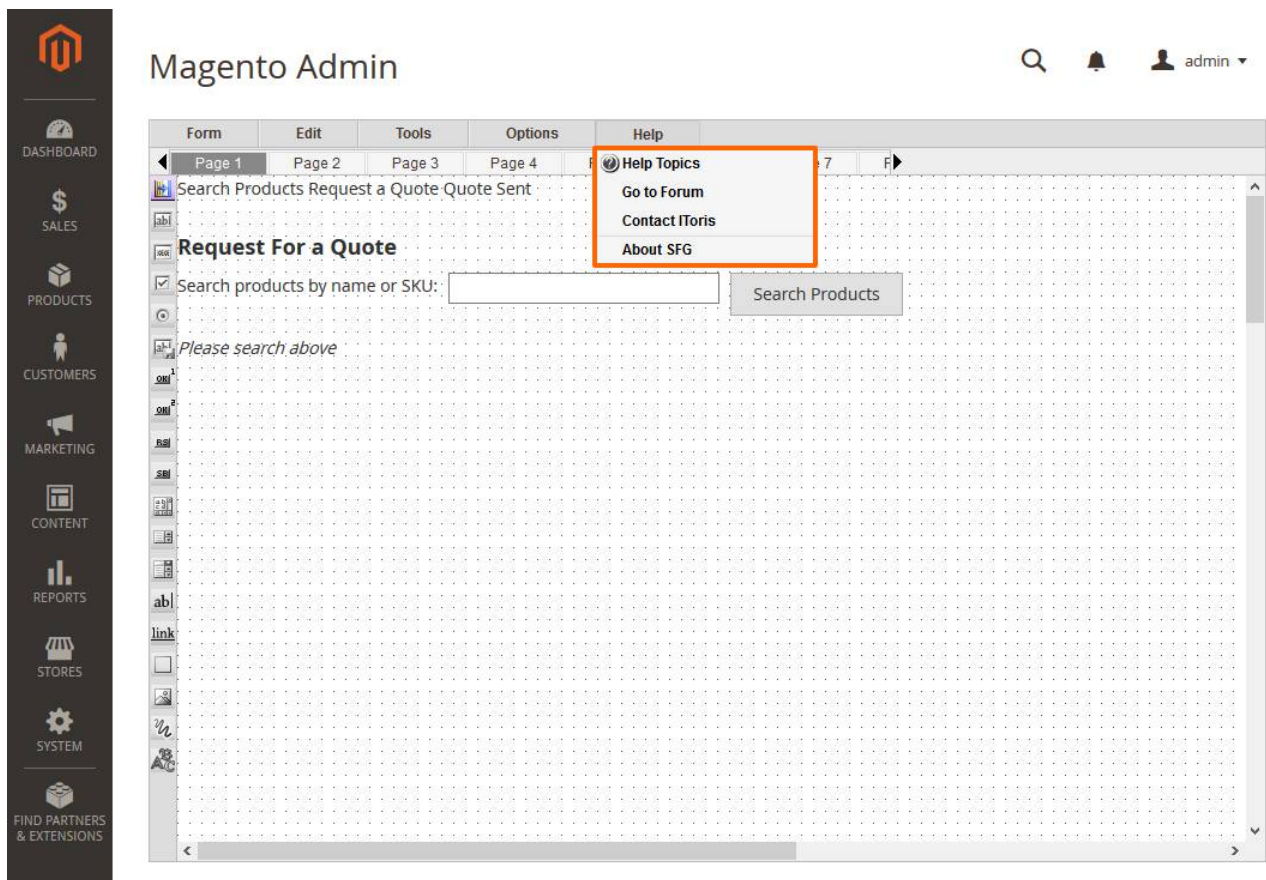 Magento Admin
admin
DASHBOARD
SALES
PRODUCTS
CUSTOMERS
MARKETING
CONTENT
REPORTS
STORES
SYSTEM
FIND PARTNERS
& EXTENSIONS
Form Edit Tools Options Help
Page 1 Page 2 Page 3 Page 4 7
Help Topics
Go to Forum
Contact IToris
About SFG
Search Products Request a Quote Quote Sent
Request For a Quote
Search products by name or SKU: Search Products
Please search above
ab|
link